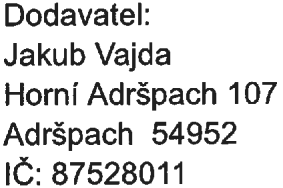 Dodavatel:
Jakub Vajda
Horní Adršpach 107
Adršpach 54952
IČ: 87528011